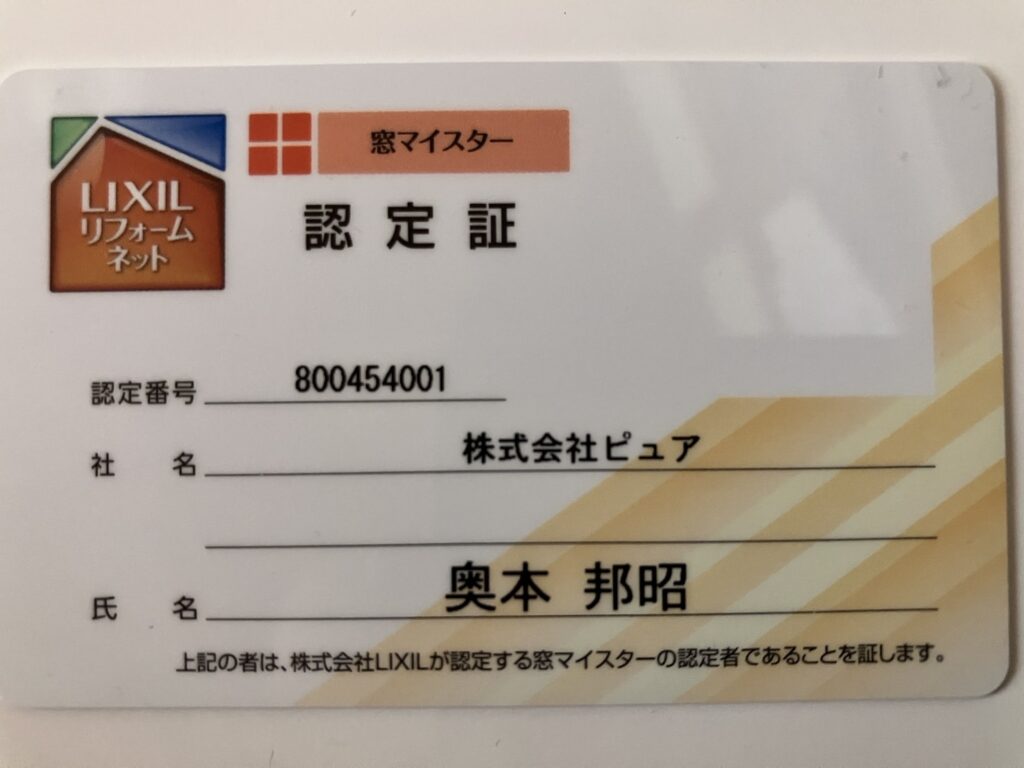 LIXIL
リフォーム
ネット
窓マイスター
認定証
認定番号 800454001
社名 株式会社ピュア
氏名 奥本 邦昭
上記の者は、株式会社LIXILが認定する窓マイスターの認定者であることを証します。